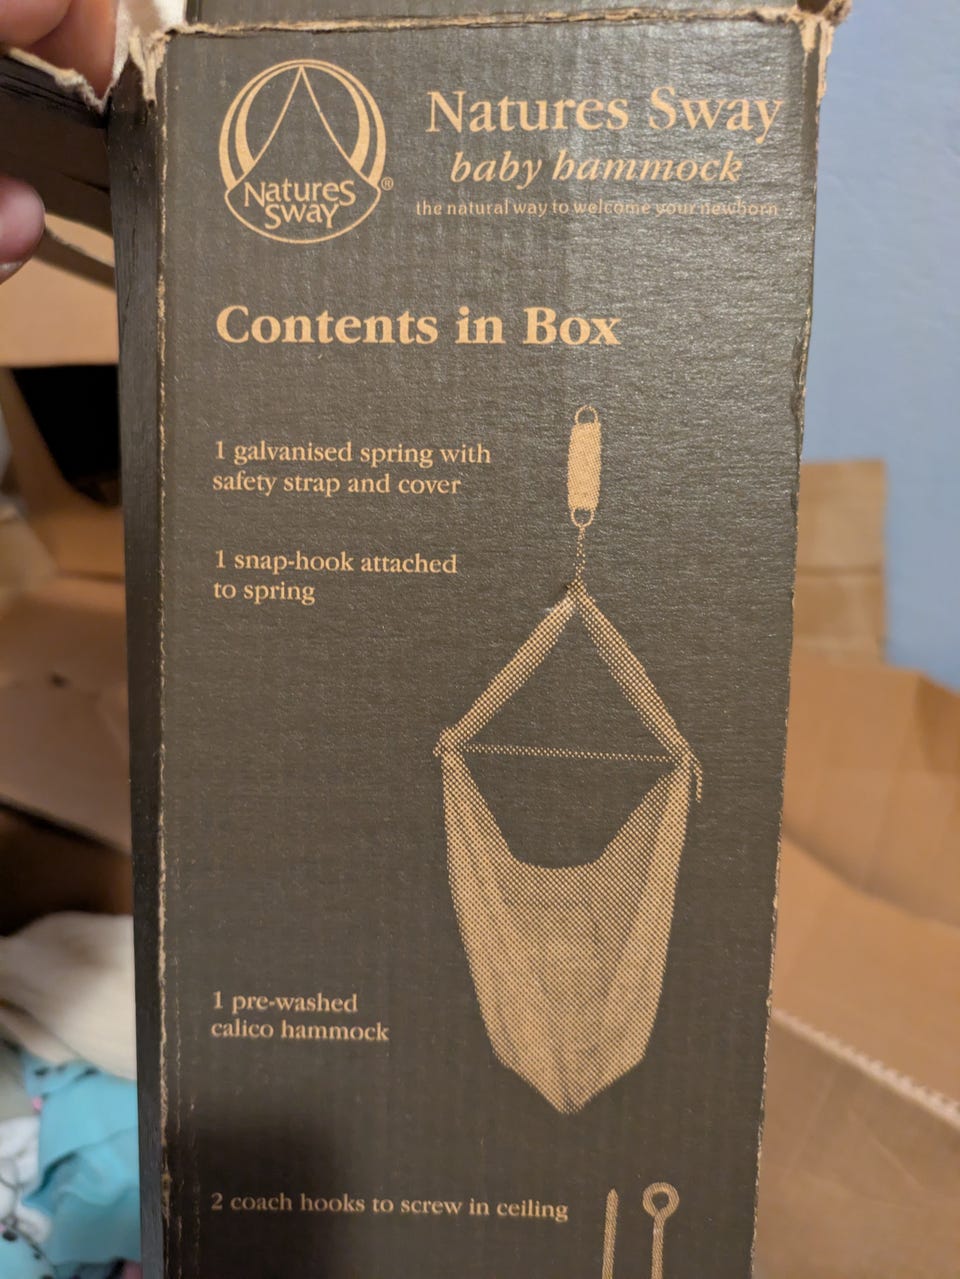 Natures
Sway
®
Natures Sway
baby hammock
the natural way to welcome your newborn
Contents in Box
1 galvanised spring with
safety strap and cover
1 snap-hook attached
to spring
1 pre-washed
calico hammock
2 coach hooks to screw in ceiling